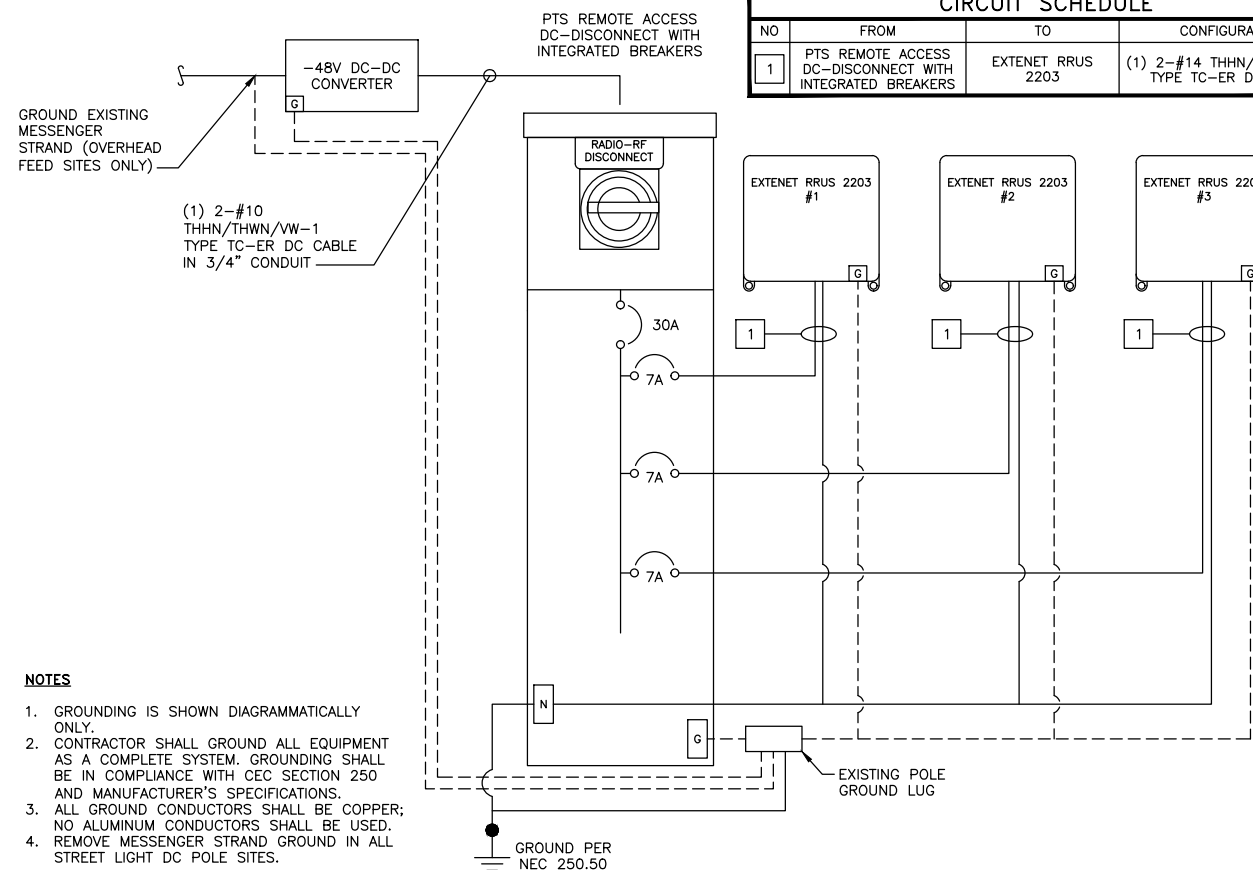 PTS REMOTE ACCESS
DC-DISCONNECT WITH
INTEGRATED BREAKERS
CIRCUIT SCHEDULE
NO FROM TO
1 PTS REMOTE ACCESS
DC-DISCONNECT WITH
INTEGRATED BREAKERS
EXTENET RRUS
2203
(1) 2-#14 THHN/
TYPE TC-ER
-48V DC-DC
CONVERTER
G
GROUND EXISTING
MESSENGER
STRAND (OVERHEAD
FEED SITES ONLY)
(1) 2-#10
THHN/THWN/VW-1
TYPE TC-ER DC CABLE
IN 3/4" CONDUIT
RADIO-RF
DISCONNECT
EXTENET RRUS 2203
#1
G
EXTENET RRUS 2203
#2
G
EXTENET RRUS
#3
G
1
1
1
30A
7A
7A
7A
N
G
EXISTING POLE
GROUND LUG
GROUND PER
NEC 250.50
NOTES
1. GROUNDING IS SHOWN DIAGRAMMATICALLY
ONLY.
2. CONTRACTOR SHALL GROUND ALL EQUIPMENT
AS A COMPLETE SYSTEM. GROUNDING SHALL
BE IN COMPLIANCE WITH CEC SECTION 250
AND MANUFACTURER'S SPECIFICATIONS.
3. ALL GROUND CONDUCTORS SHALL BE COPPER;
NO ALUMINUM CONDUCTORS SHALL BE USED.
4. REMOVE MESSENGER STRAND GROUND IN ALL
STREET LIGHT DC POLE SITES.